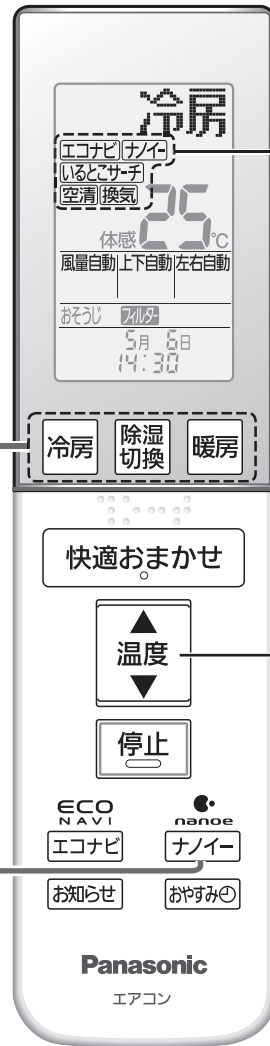 冷房
エコナビ ナノイー
いるとこサーチ
空清 換気
体感 25℃
風量自動 上下自動 左右自動
おそうじ フィルター
5月 6日
14:30
冷房 除湿切換 暖房
快適おまかせ
▲
温度
▼
停止
ECO NAVI nanoe
エコナビ ナノイー
お知らせ おやすみ
Panasonic
エアコン